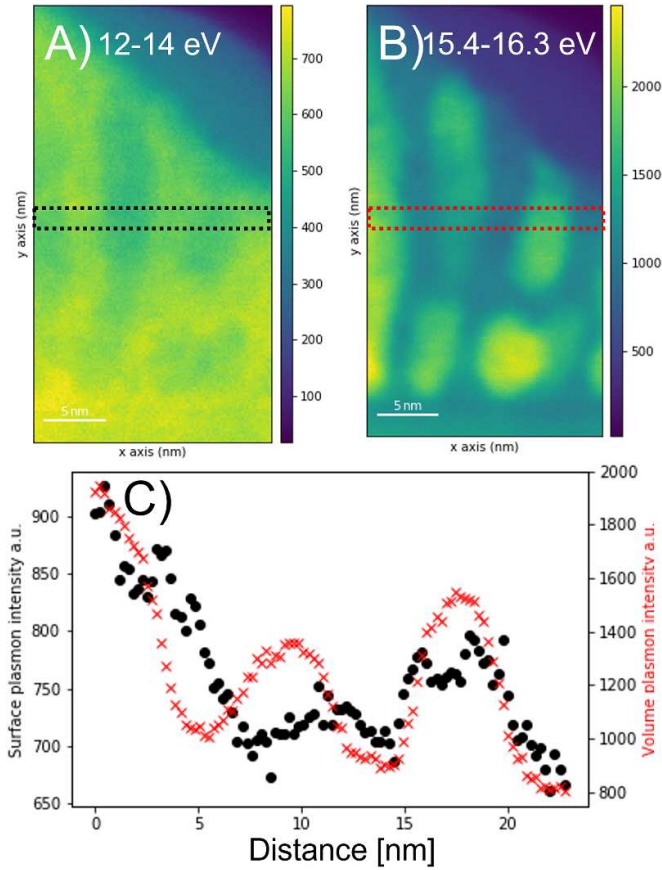 A) 12-14 eV
y axis (nm)
5 nm
x axis (nm)
700
600
500
400
300
200
100
B) 15.4-16.3 eV
y axis (nm)
5 nm
x axis (nm)
2000
1500
1000
500
C)
Surface plasmon intensity a.u.
900
850
800
750
700
650
2000
1800
1600
1400
1200
1000
800
Volume plasmon intensity a.u.
0 5 10 15 20
Distance [nm]